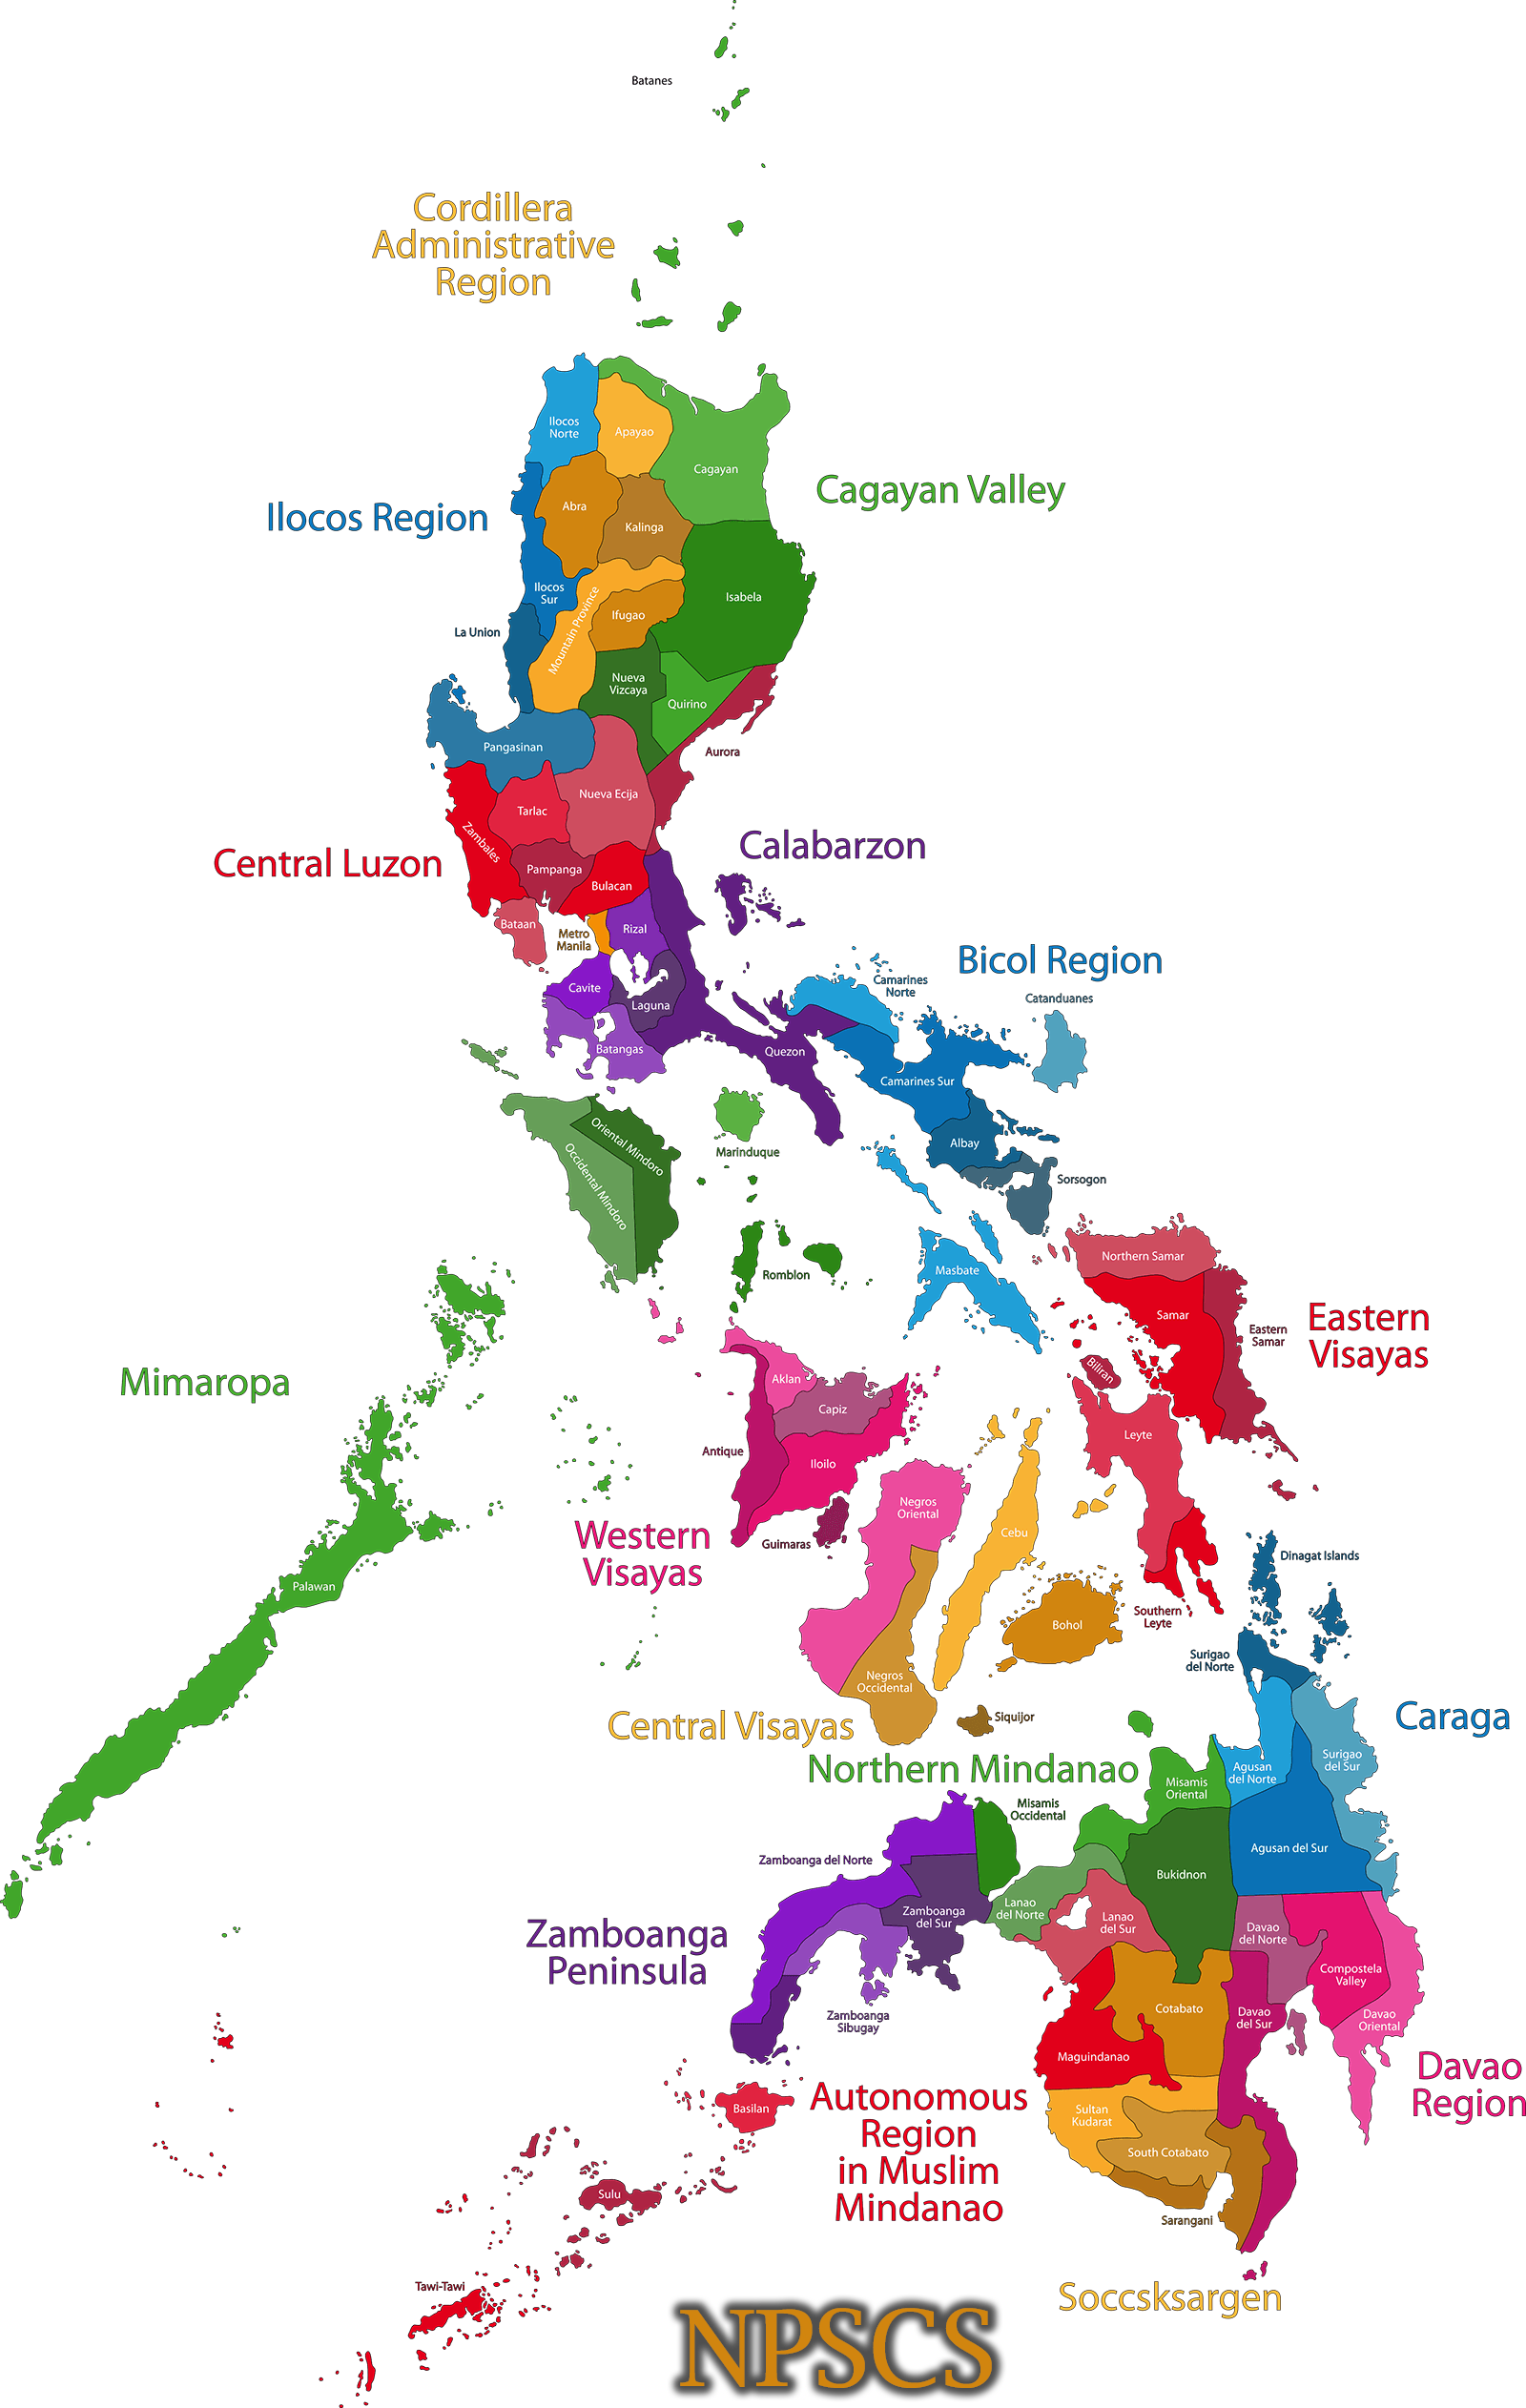 Batanes
Cordillera
Administrative
Region
Ilocos
Norte
Apayao
Cagayan
Cagayan Valley
Ilocos Region
Abra
Kalinga
Ilocos
Sur
Isabela
Ifugao
Mountain Province
La Union
Nueva
Vizcaya
Quirino
Pangasinan
Aurora
Nueva Ecija
Tarlac
Zambales
Central Luzon
Calabarzon
Pampanga
Bulacan
Bataan
Metro
Manila
Rizal
Cavite
Laguna
Batangas
Quezon
Bicol Region
Camarines
Norte
Catanduanes
Camarines Sur
Albay
Sorsogon
Oriental Mindoro
Occidental Mindoro
Marinduque
Romblon
Masbate
Northern Samar
Samar
Eastern
Samar
Eastern
Visayas
Biliran
Mimaropa
Aklan
Capiz
Antique
Iloilo
Leyte
Guimaras
Western
Visayas
Negros
Oriental
Cebu
Palawan
Dinagat Islands
Bohol
Southern
Leyte
Surigao
del Norte
Negros
Occidental
Central Visayas
Siquijor
Caraga
Northern Mindanao
Misamis
Oriental
Agusan
del Norte
Surigao
del Sur
Misamis
Occidental
Zamboanga del Norte
Agusan del Sur
Bukidnon
Zamboanga
del Sur
Lanao
del Norte
Lanao
del Sur
Davao
del Norte
Zamboanga
Peninsula
Compostela
Valley
Zamboanga
Sibugay
Cotabato
Davao
del Sur
Davao
Oriental
Maguindanao
Davao
Region
Basilan
Autonomous
Region
in Muslim
Mindanao
Sultan
Kudarat
South Cotabato
Sulu
Sarangani
Tawi-Tawi
Soccsksargen
NPSCS